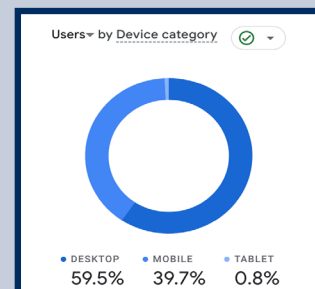 Users by Device category
DESKTOP MOBILE TABLET
59.5% 39.7% 0.8%